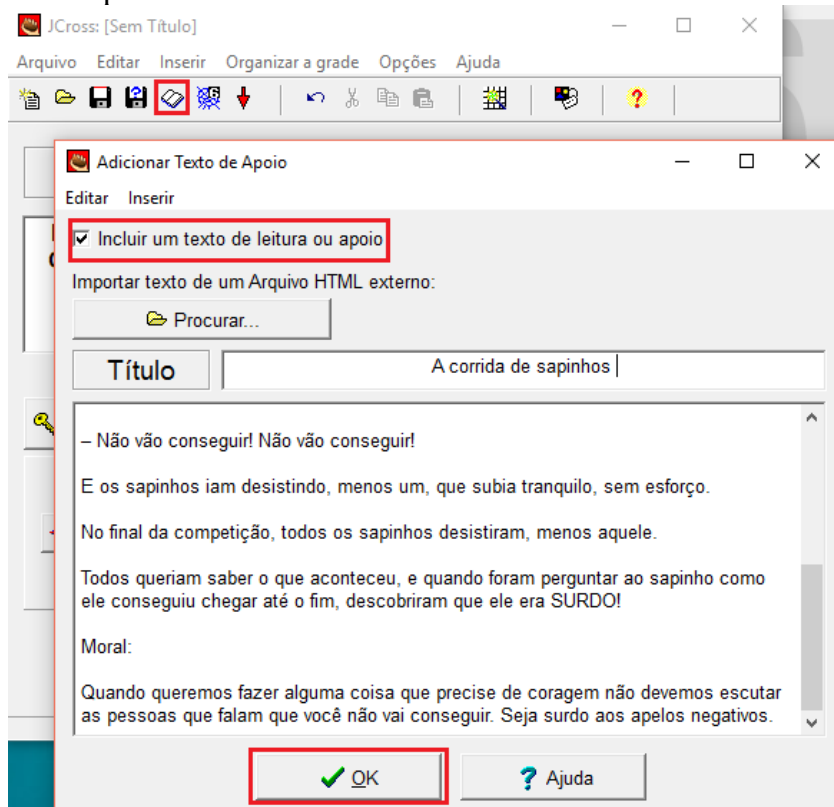 JCross: [Sem Título]
Arquivo Editar Inserir Organizar a grade Opções Ajuda
Adicionar Texto de Apoio
Editar Inserir
Incluir um texto de leitura ou apoio
Importar texto de um Arquivo HTML externo:
Procurar...
Título
A corrida de sapinhos
– Não vão conseguir! Não vão conseguir!
E os sapinhos iam desistindo, menos um, que subia tranquilo, sem esforço.
No final da competição, todos os sapinhos desistiram, menos aquele.
Todos queriam saber o que aconteceu, e quando foram perguntar ao sapinho como
ele conseguiu chegar até o fim, descobriram que ele era SURDO!
Moral:
Quando queremos fazer alguma coisa que precise de coragem não devemos escutar
as pessoas que falam que você não vai conseguir. Seja surdo aos apelos negativos.
OK
? Ajuda